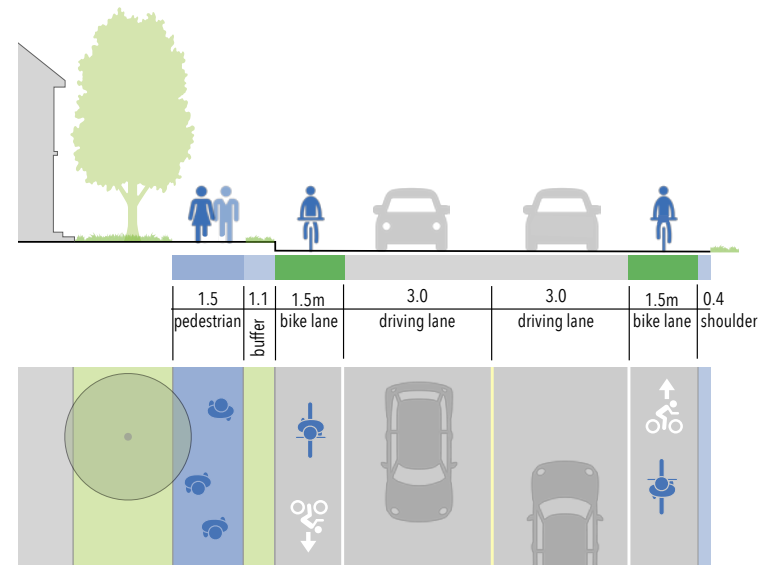 1.5 1.1 1.5m 3.0 3.0 1.5m 0.4
pedestrian buffer bike lane driving lane driving lane bike lane shoulder